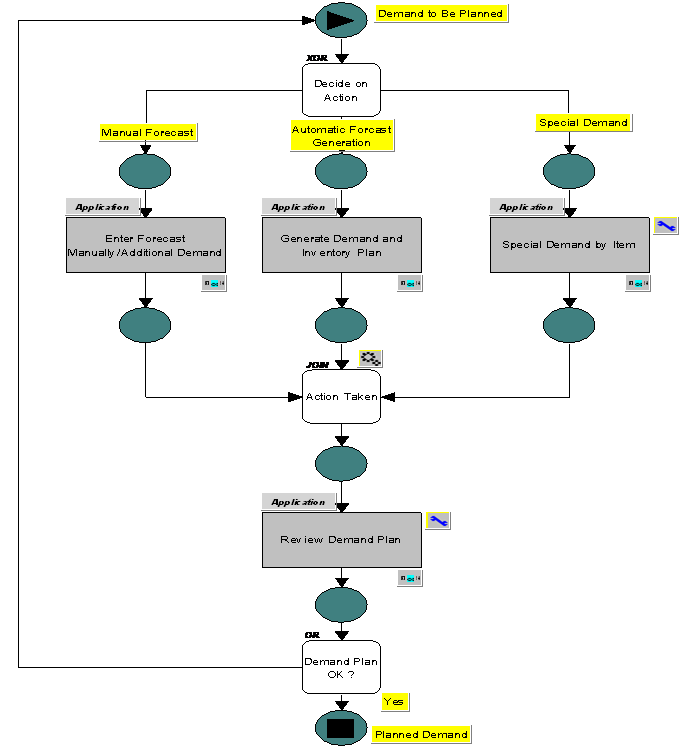 Demand to Be Planned
XOR
Decide on
Action
Manual Forecast
Automatic Forcast
Generation
Special Demand
Application
Application
Application
Enter Forecast
Manually/Additional Demand
Generate Demand and
Inventory Plan
Special Demand by Item
JOIN
Action Taken
Application
Review Demand Plan
OR
Demand Plan
OK ?
Yes
Planned Demand